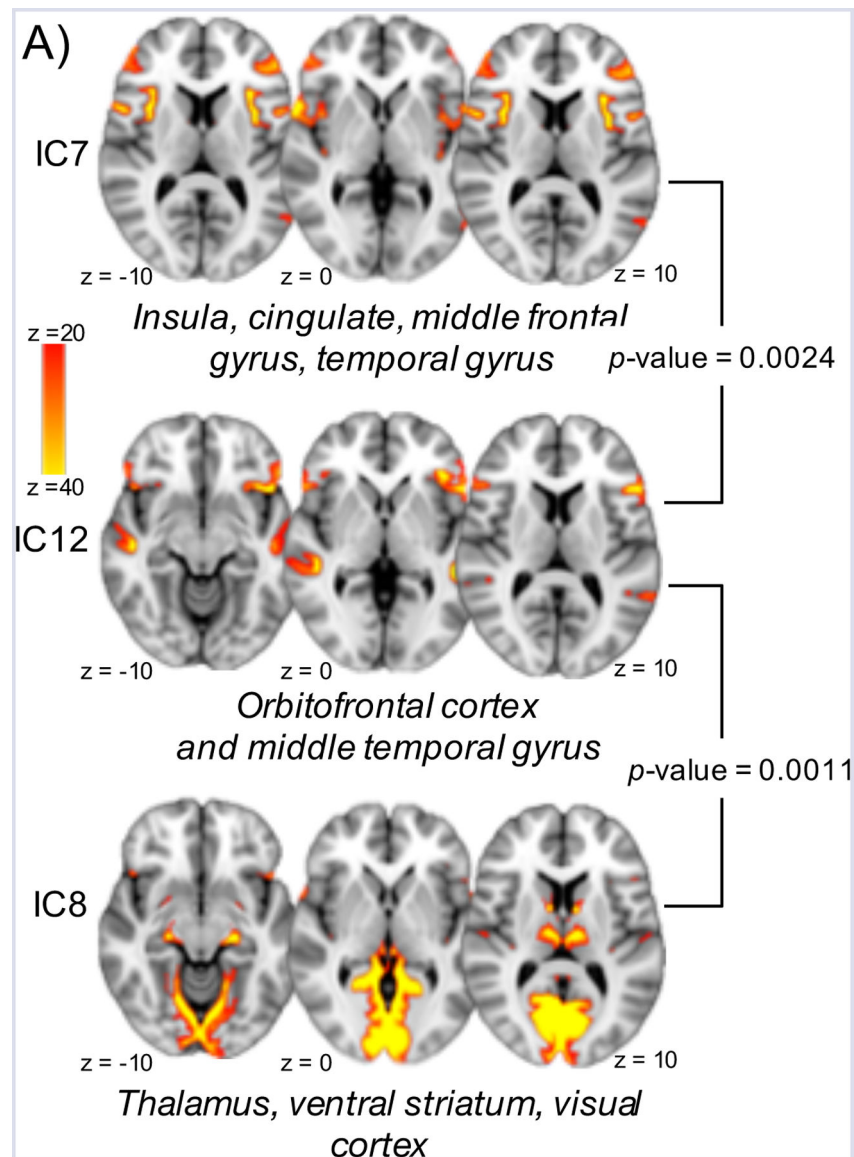 A)
IC7
z = -10
z = 0
z = 10
Insula, cingulate, middle frontal
gyrus, temporal gyrus
z =20
z =40
p-value = 0.0024
IC12
z = -10
z = 0
z = 10
Orbitofrontal cortex
and middle temporal gyrus
p-value = 0.0011
IC8
z = -10
z = 0
z = 10
Thalamus, ventral striatum, visual
cortex